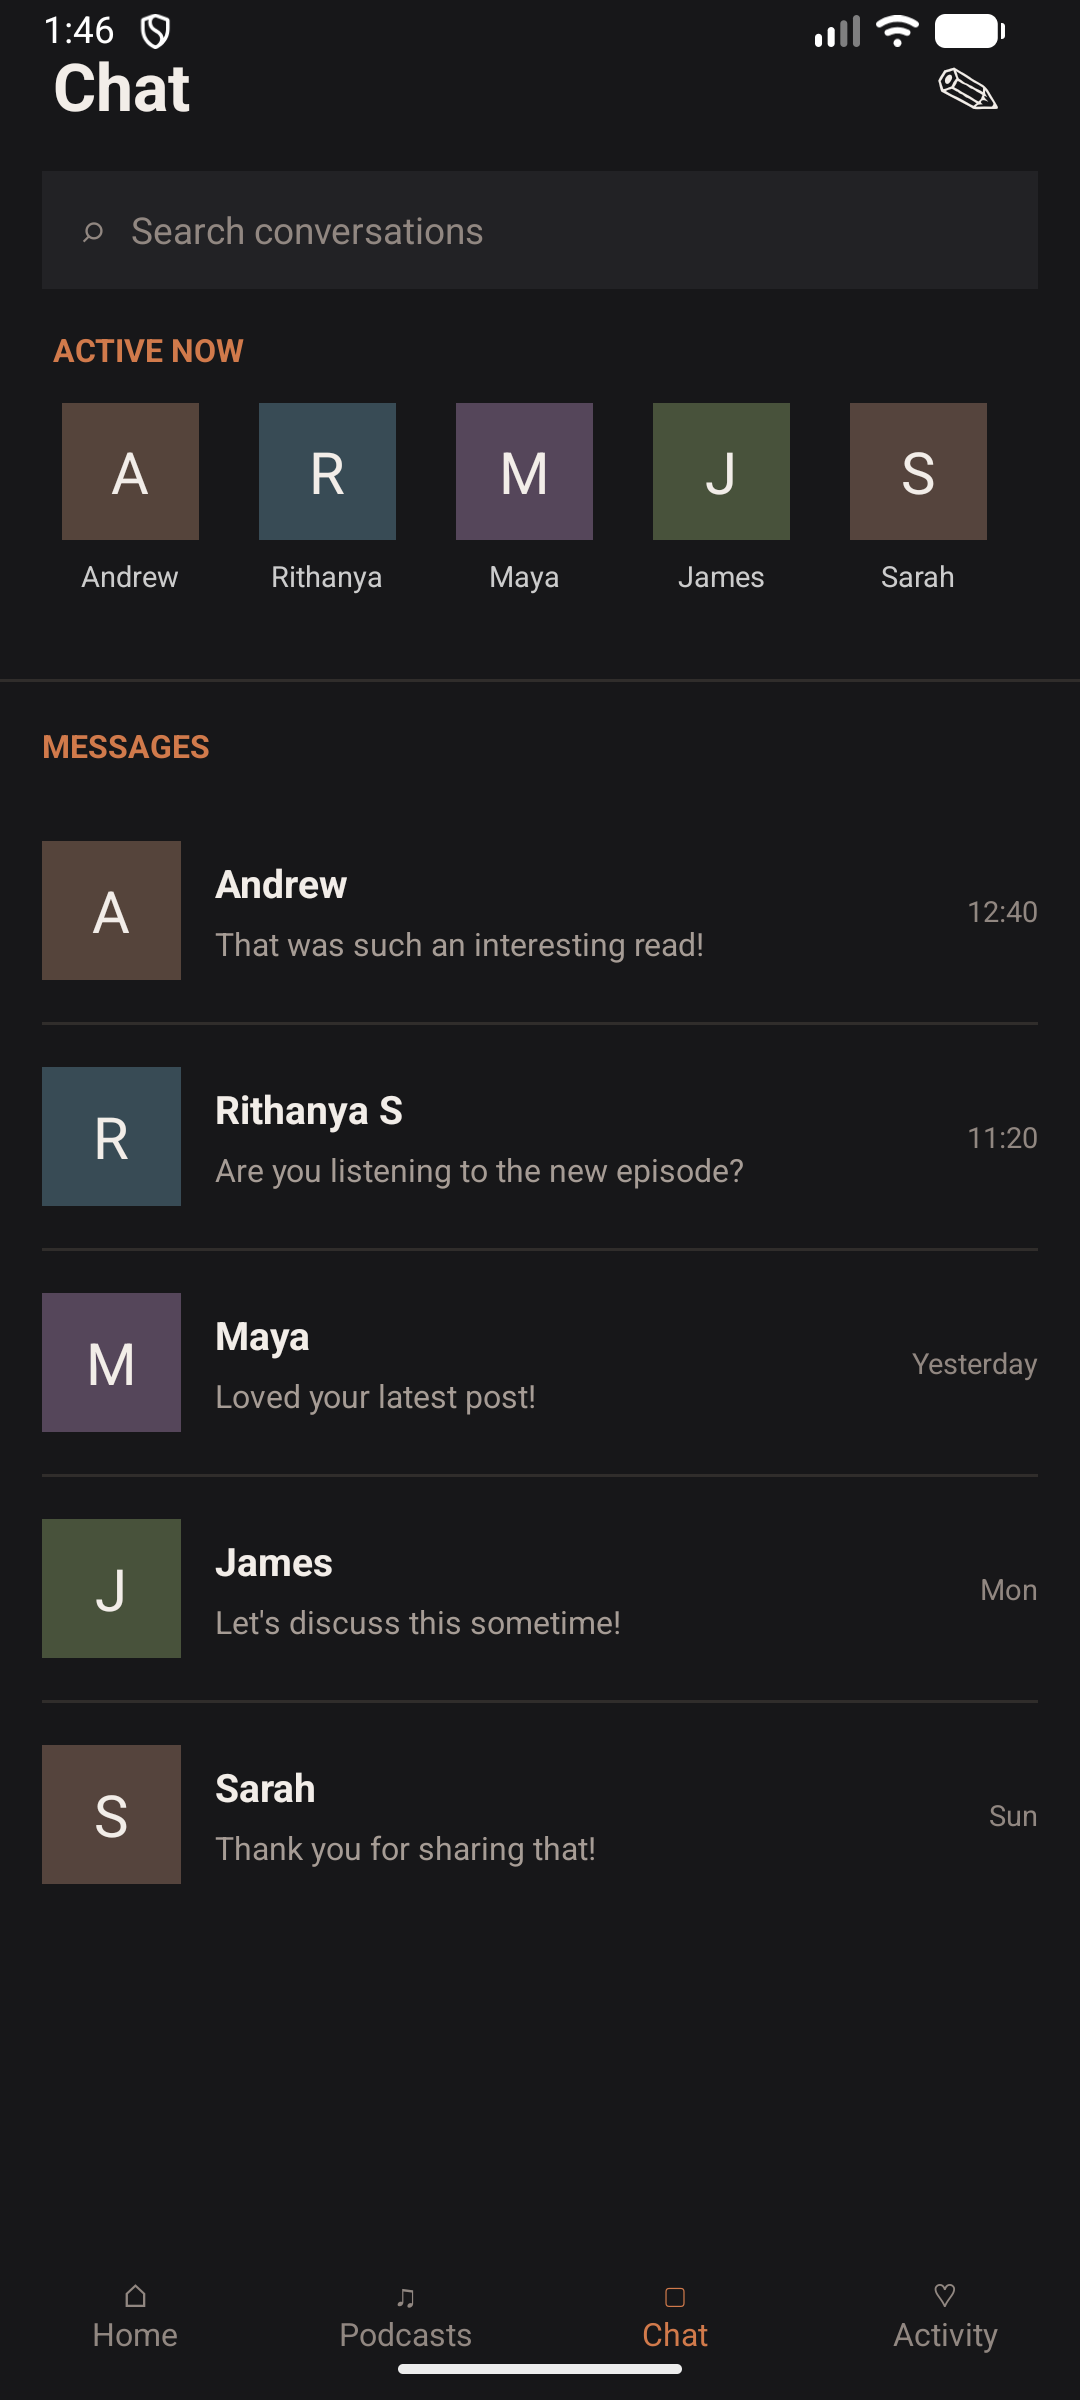 1:46
Chat
Search conversations
ACTIVE NOW
A R M J S
Andrew Rithanya Maya James Sarah
MESSAGES
A
Andrew
12:40
That was such an interesting read!
R
Rithanya S
11:20
Are you listening to the new episode?
M
Maya
Yesterday
Loved your latest post!
J
James
Mon
Let's discuss this sometime!
S
Sarah
Sun
Thank you for sharing that!
Home Podcasts Chat Activity